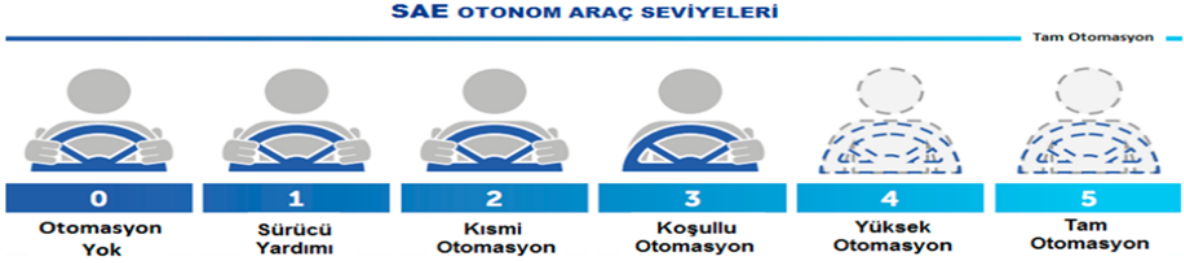 SAE OTONOM ARAÇ SEVİYELERİ
Tam Otomasyon
0
Otomasyon
Yok
1
Sürücü
Yardımı
2
Kısmi
Otomasyon
3
Koşullu
Otomasyon
4
Yüksek
Otomasyon
5
Tam
Otomasyon